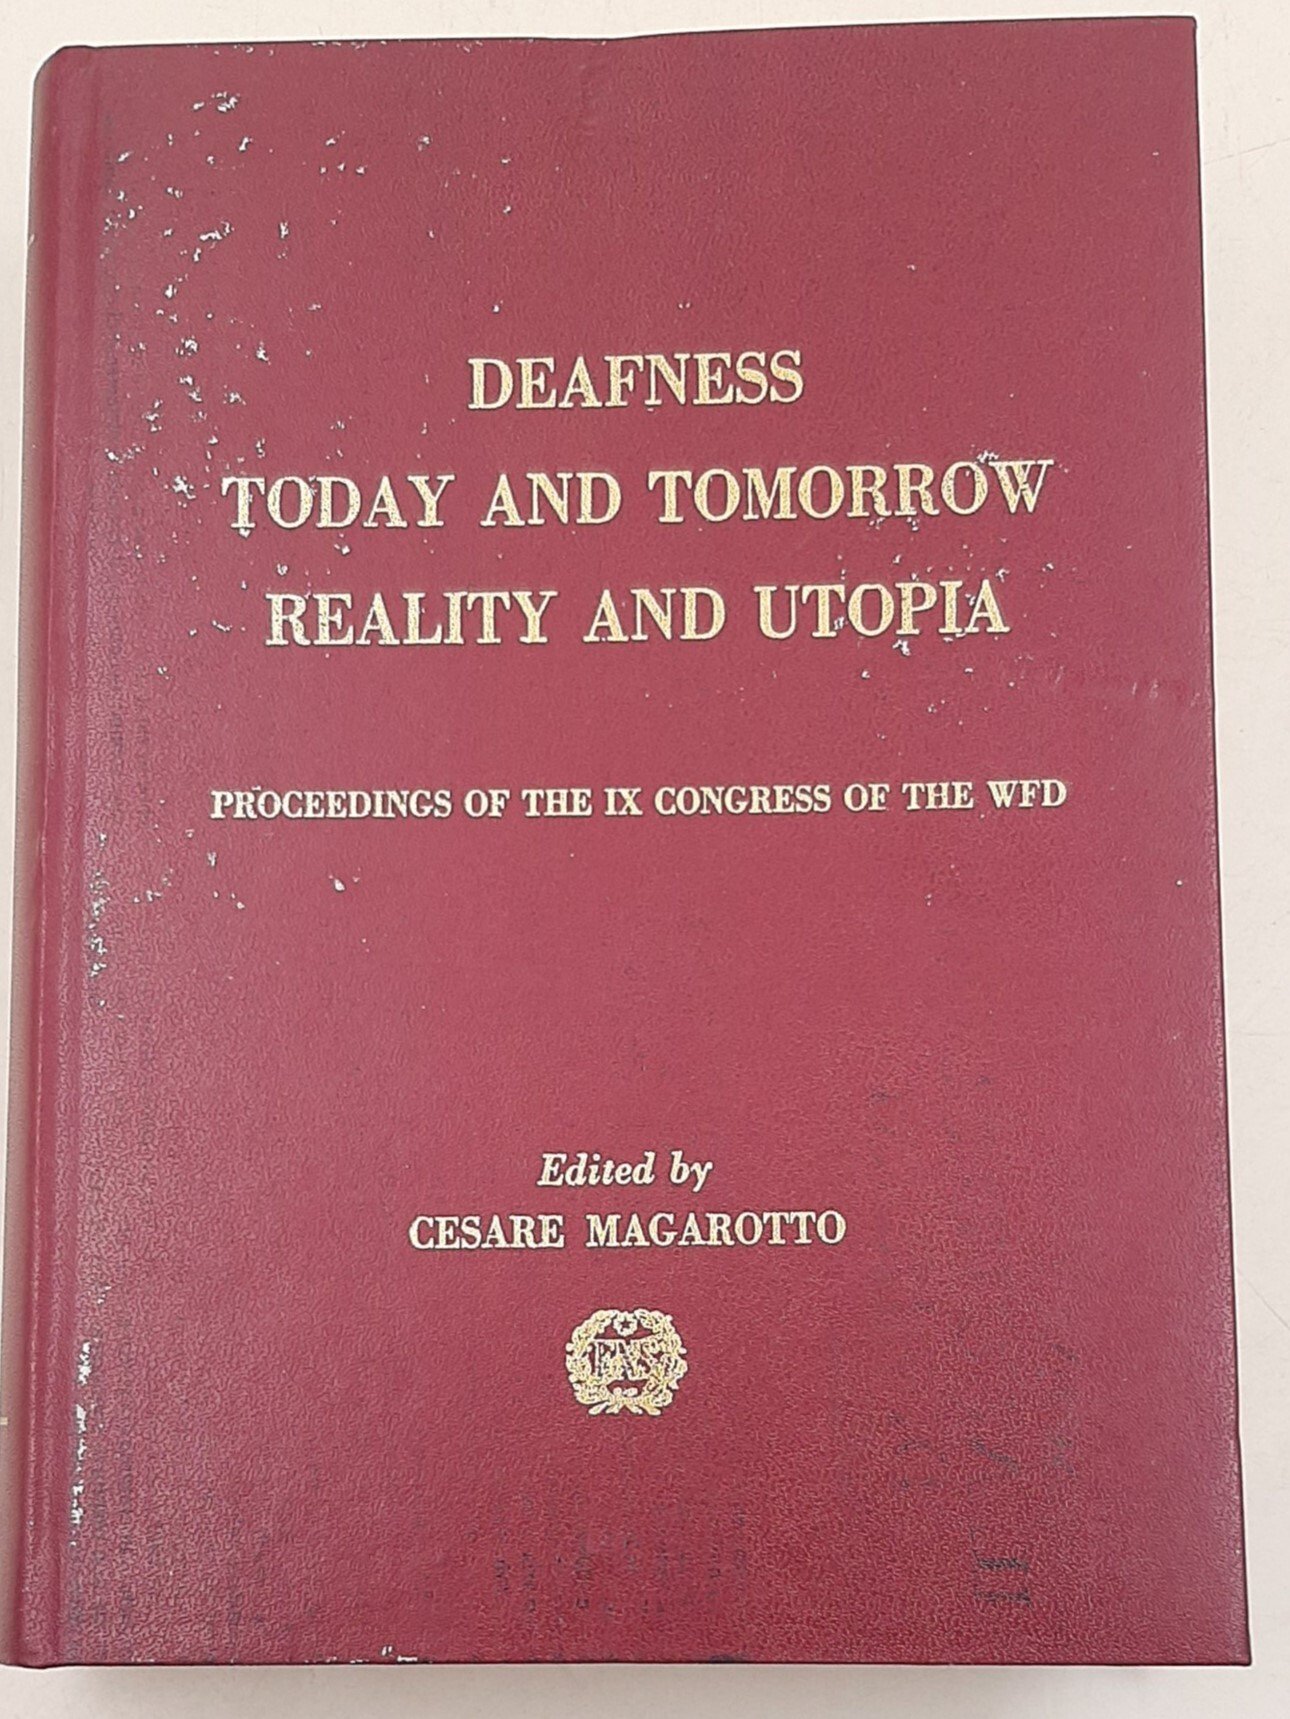 DEAFNESS
TODAY AND TOMORROW
REALITY AND UTOPIA
PROCEEDINGS OF THE IX CONGRESS OF THE WFD
Edited by
CESARE MAGAROTTO
ENS